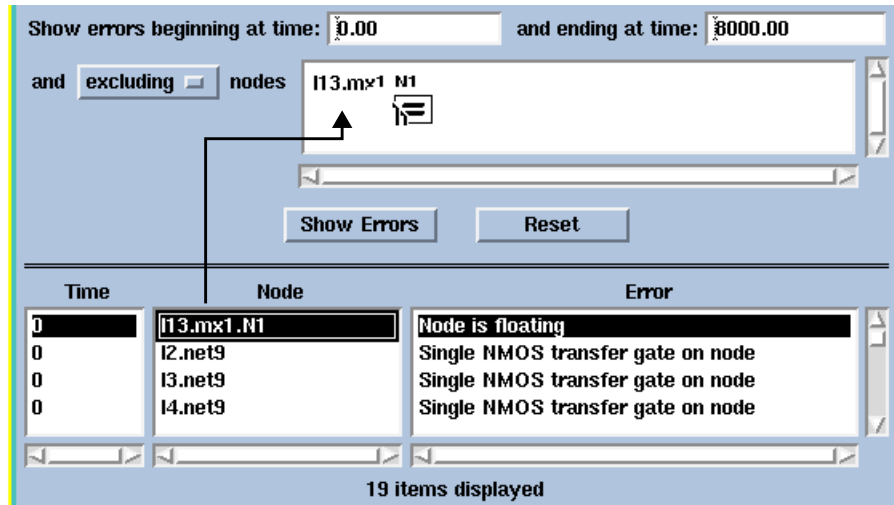 Show errors beginning at time: 0.00 and ending at time: 8000.00
and excluding nodes I13.mx1 N1
Show Errors Reset
Time Node Error
0 I13.mx1.N1 Node is floating
0 I2.net9 Single NMOS transfer gate on node
0 I3.net9 Single NMOS transfer gate on node
0 I4.net9 Single NMOS transfer gate on node
19 items displayed